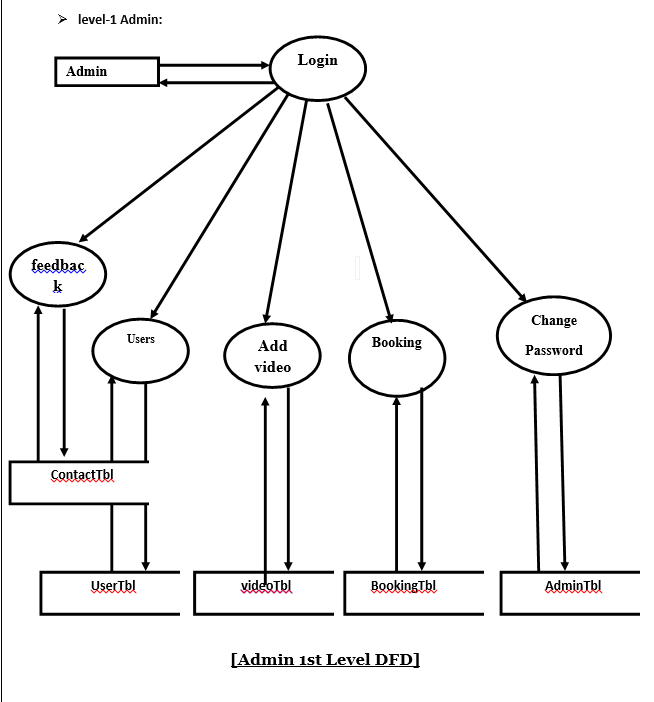 ➢ level-1 Admin:
Login
Admin
feedbac
k
Users
Add
video
Booking
Change
Password
ContactTbl
UserTbl
videoTbl
BookingTbl
AdminTbl
[Admin 1st Level DFD]